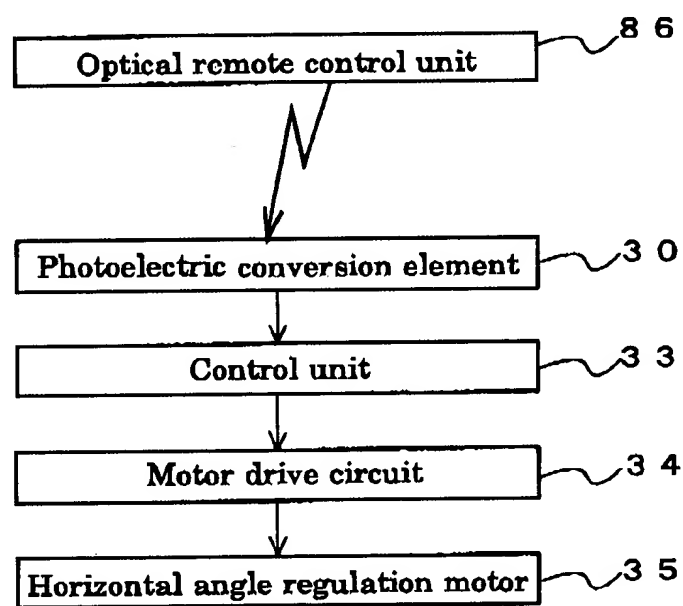 86
Optical remote control unit
Photoelectric conversion element
30
Control unit
33
Motor drive circuit
34
Horizontal angle regulation motor
35